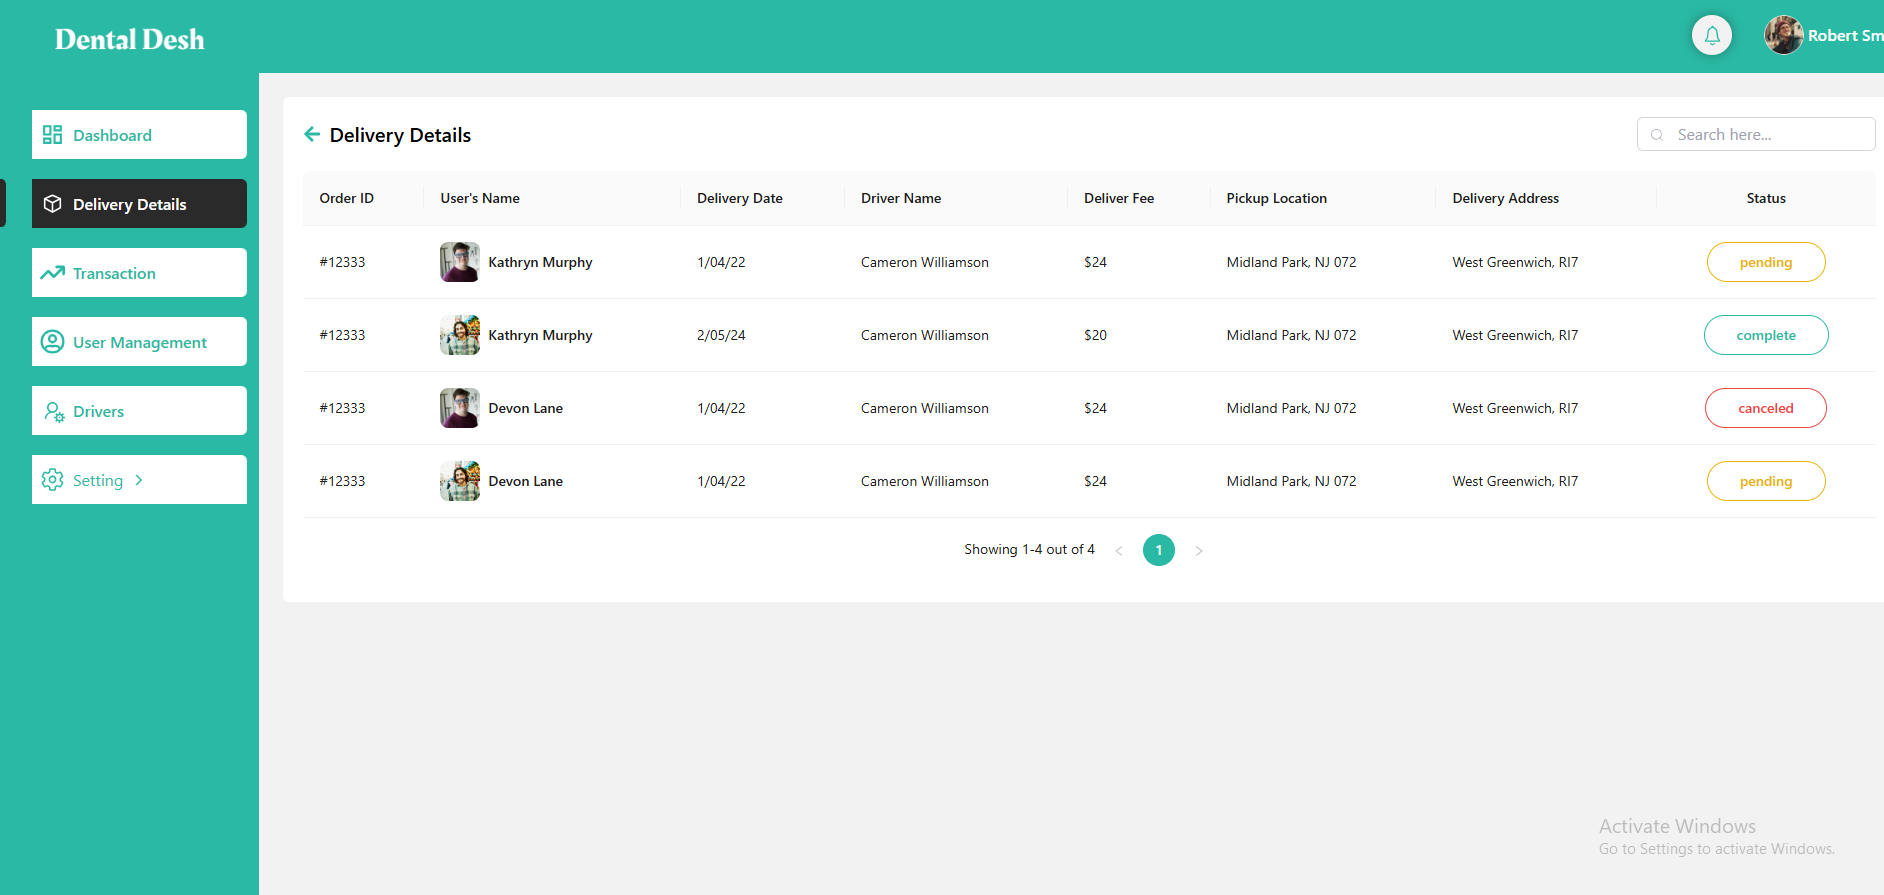 Dental Desh
Robert Sm
Dashboard
Delivery Details
Transaction
User Management
Drivers
Setting
Delivery Details
Search here...
Order ID User's Name Delivery Date Driver Name Deliver Fee Pickup Location Delivery Address Status
#12333 Kathryn Murphy 1/04/22 Cameron Williamson $24 Midland Park, NJ 072 West Greenwich, RI7 pending
#12333 Kathryn Murphy 2/05/24 Cameron Williamson $20 Midland Park, NJ 072 West Greenwich, RI7 complete
#12333 Devon Lane 1/04/22 Cameron Williamson $24 Midland Park, NJ 072 West Greenwich, RI7 canceled
#12333 Devon Lane 1/04/22 Cameron Williamson $24 Midland Park, NJ 072 West Greenwich, RI7 pending
Showing 1-4 out of 4 < 1 >
Activate Windows
Go to Settings to activate Windows.